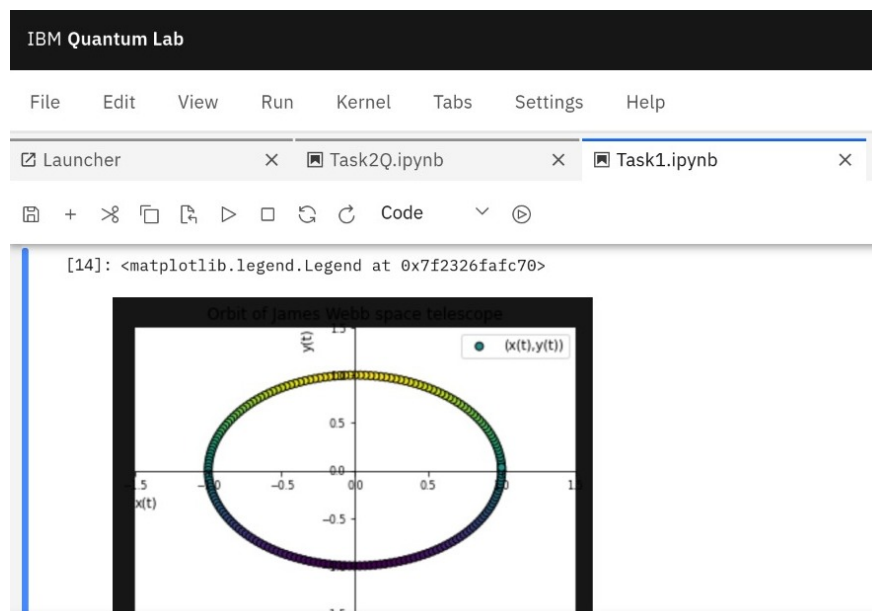 IBM Quantum Lab
File Edit View Run Kernel Tabs Settings Help
Launcher Task2Q.ipynb Task1.ipynb
Code
[14]: <matplotlib.legend.Legend at 0x7f2326fafc70>
Orbit of James Webb space telescope
1.5
y(t)
(x(t),y(t))
0.5
0.0
-0.5 0.0 0.5
x(t)
−0.5